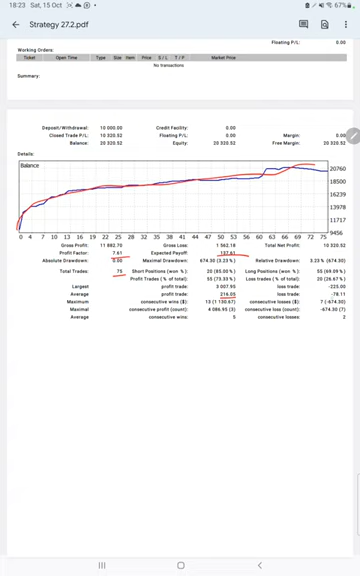 18:23 Sat, 15 Oct 67%
Strategy 27.2.pdf
Floating P/L: 0.00
Working Orders:
Ticket Open Time Type Size Item Price S / L T / P Market Price
No transactions
Summary:
Deposit/Withdrawal: 10 000.00 Credit Facility: 0.00
Closed Trade P/L: 10 320.52 Floating P/L: 0.00 Margin: 0.00
Balance: 20 320.52 Equity: 20 320.52 Free Margin: 20 320.52
Details:
Balance
20760
18500
16239
13978
11717
9456
0 4 7 10 13 16 19 22 25 28 32 35 38 41 44 47 50 53 56 60 63 66 69 72 75
Gross Profit: 11 882.70 Gross Loss: 1 562.18 Total Net Profit: 10 320.52
Profit Factor: 7.61 Expected Payoff: 137.61
Absolute Drawdown: 0.00 Maximal Drawdown: 674.30 (3.23 %) Relative Drawdown: 3.23 % (674.30)
Total Trades: 75 Short Positions (won %): 20 (85.00 %) Long Positions (won %): 55 (69.09 %)
Profit Trades (% of total): 55 (73.33 %) Loss trades (% of total): 20 (26.67 %)
Largest profit trade: 3 007.95 loss trade: -225.00
Average profit trade: 216.05 loss trade: -78.11
Maximum consecutive wins ($): 13 (1 130.67) consecutive losses ($): 7 (-674.30)
Maximal consecutive profit (count): 4 086.95 (3) consecutive loss (count): -674.30 (7)
Average consecutive wins: 5 consecutive losses: 2